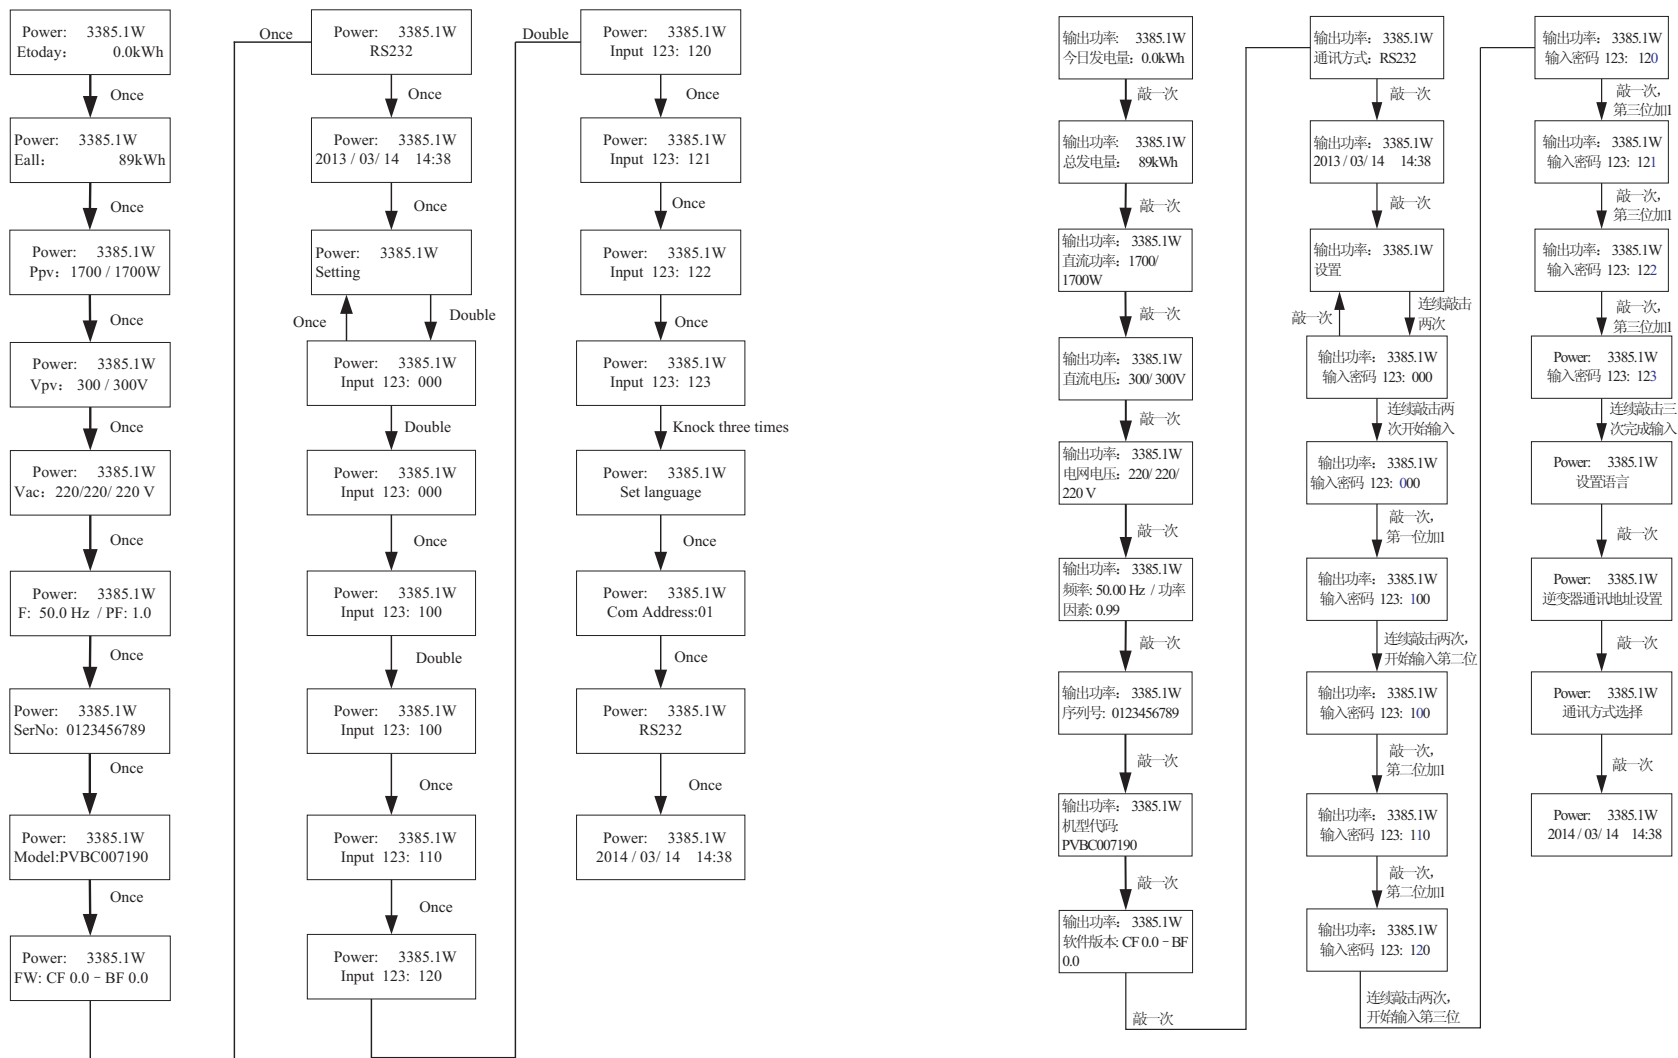 Power: 3385.1W
Etoday: 0.0kWh
Once
Power: 3385.1W
Eall: 89kWh
Once
Power: 3385.1W
Ppv: 1700 / 1700W
Once
Power: 3385.1W
Vpv: 300 / 300V
Once
Power: 3385.1W
Vac: 220/220/ 220 V
Once
Power: 3385.1W
F: 50.0 Hz / PF: 1.0
Once
Power: 3385.1W
SerNo: 0123456789
Once
Power: 3385.1W
Model:PVBC007190
Once
Power: 3385.1W
FW: CF 0.0 - BF 0.0
Once
Power: 3385.1W
RS232
Once
Power: 3385.1W
2013 / 03/ 14 14:38
Once
Power: 3385.1W
Setting
Once
Double
Power: 3385.1W
Input 123: 000
Double
Power: 3385.1W
Input 123: 000
Once
Power: 3385.1W
Input 123: 100
Double
Power: 3385.1W
Input 123: 100
Once
Power: 3385.1W
Input 123: 110
Once
Power: 3385.1W
Input 123: 120
Double
Power: 3385.1W
Input 123: 120
Once
Power: 3385.1W
Input 123: 121
Once
Power: 3385.1W
Input 123: 122
Once
Power: 3385.1W
Input 123: 123
Knock three times
Power: 3385.1W
Set language
Once
Power: 3385.1W
Com Address:01
Once
Power: 3385.1W
RS232
Once
Power: 3385.1W
2014 / 03/ 14 14:38
输出功率: 3385.1W
今日发电量: 0.0kWh
敲一次
输出功率: 3385.1W
总发电量: 89kWh
敲一次
输出功率: 3385.1W
直流功率: 1700/
1700W
敲一次
输出功率: 3385.1W
直流电压: 300/ 300V
敲一次
输出功率: 3385.1W
电网电压: 220/ 220/
220 V
敲一次
输出功率: 3385.1W
频率: 50.00 Hz / 功率
因素: 0.99
敲一次
输出功率: 3385.1W
序列号: 0123456789
敲一次
输出功率: 3385.1W
机型代码:
PVBC007190
敲一次
输出功率: 3385.1W
软件版本: CF 0.0 - BF
0.0
敲一次
输出功率: 3385.1W
通讯方式: RS232
敲一次
输出功率: 3385.1W
2013 / 03/ 14 14:38
敲一次
输出功率: 3385.1W
设置
敲一次
连续敲击
两次
输出功率: 3385.1W
输入密码 123: 000
连续敲击两
次开始输入
输出功率: 3385.1W
输入密码 123: 000
敲一次,
第一位加1
输出功率: 3385.1W
输入密码 123: 100
连续敲击两次,
开始输入第二位
输出功率: 3385.1W
输入密码 123: 100
敲一次,
第二位加1
输出功率: 3385.1W
输入密码 123: 110
敲一次,
第二位加1
输出功率: 3385.1W
输入密码 123: 120
连续敲击两次,
开始输入第三位
输出功率: 3385.1W
输入密码 123: 120
敲一次,
第三位加1
输出功率: 3385.1W
输入密码 123: 121
敲一次,
第三位加1
输出功率: 3385.1W
输入密码 123: 122
敲一次,
第三位加1
Power: 3385.1W
输入密码 123: 123
连续敲击三
次完成输入
Power: 3385.1W
设置语言
敲一次
Power: 3385.1W
逆变器通讯地址设置
敲一次
Power: 3385.1W
通讯方式选择
敲一次
Power: 3385.1W
2014 / 03/ 14 14:38